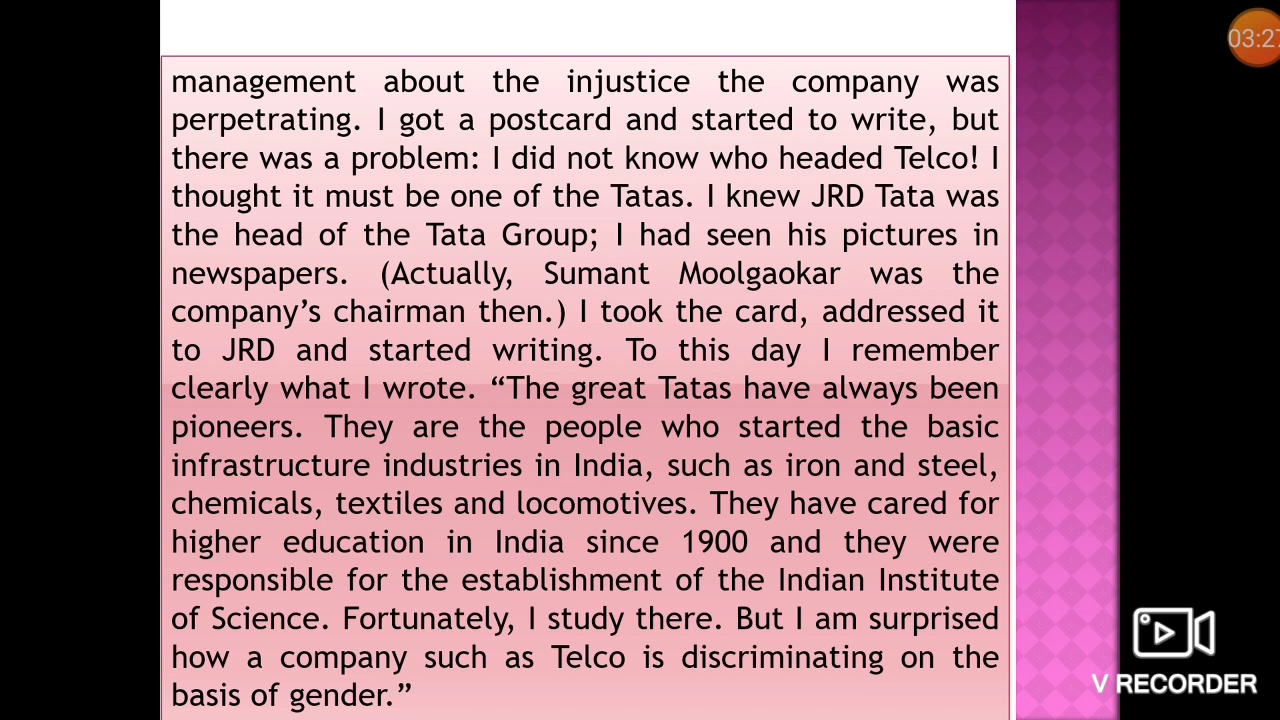 03:27
management about the injustice the company was
perpetrating. I got a postcard and started to write, but
there was a problem: I did not know who headed Telco! I
thought it must be one of the Tatas. I knew JRD Tata was
the head of the Tata Group; I had seen his pictures in
newspapers. (Actually, Sumant Moolgaokar was the
company’s chairman then.) I took the card, addressed it
to JRD and started writing. To this day I remember
clearly what I wrote. “The great Tatas have always been
pioneers. They are the people who started the basic
infrastructure industries in India, such as iron and steel,
chemicals, textiles and locomotives. They have cared for
higher education in India since 1900 and they were
responsible for the establishment of the Indian Institute
of Science. Fortunately, I study there. But I am surprised
how a company such as Telco is discriminating on the
basis of gender.”
V RECORDER